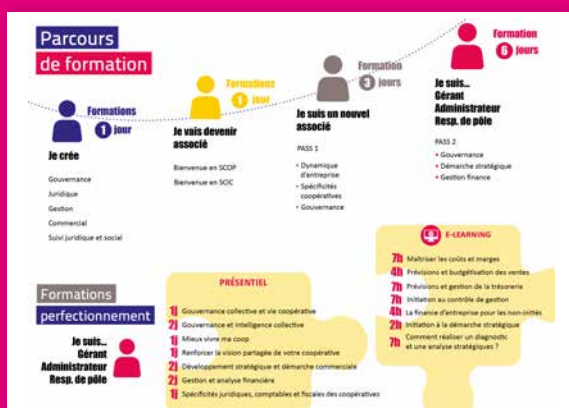 Parcours
de formation
Formations
1 jour
Je crée
Gouvernance
Juridique
Gestion
Commercial
Suivi juridique et social
Formations
1 jour
Je vais devenir
associé
Bienvenue en SCOP
Bienvenue en SCIC
Formation
3 jours
Je suis un nouvel
associé
PASS 1
• Dynamique
d'entreprise
• Spécificités
coopératives
• Gouvernance
Formation
6 jours
Je suis...
Gérant
Administrateur
Resp. de pôle
PASS 2
• Gouvernance
• Démarche stratégique
• Gestion finance
Formations
perfectionnement
Je suis...
Gérant
Administrateur
Resp. de pôle
PRÉSENTIEL
1j Gouvernance collective et vie coopérative
2j Gouvernance et intelligence collective
1j Mieux vivre ma coop
1j Renforcer la vision partagée de votre coopérative
2j Développement stratégique et démarche commerciale
2j Gestion et analyse financière
1j Spécificités juridiques, comptables et fiscales des coopératives
E-LEARNING
7h Maîtriser les coûts et marges
4h Prévisions et budgétisation des ventes
7h Prévisions et gestion de la trésorerie
7h Initiation au contrôle de gestion
4h La finance d'entreprise pour les non-initiés
2h Initiation à la démarche stratégique
7h Comment réaliser un diagnostic
et une analyse stratégiques ?